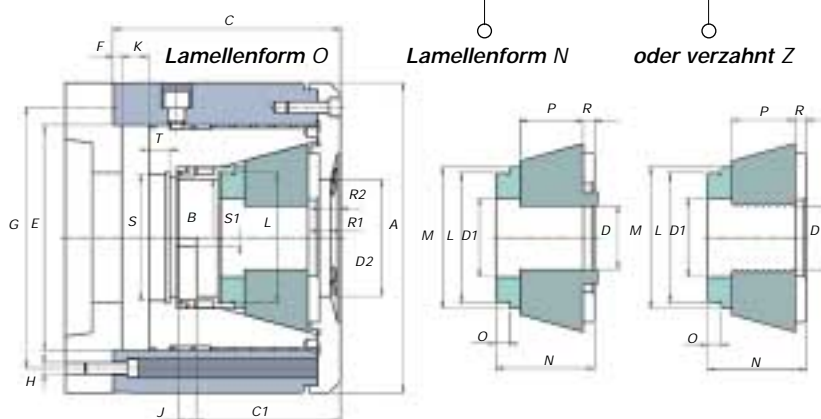 C
F K
Lamellenform O
Lamellenform N
oder verzahnt Z
P R
P R
T
R2
G E S B S1 L R1 A
D2
M L D1 D
M L D1 D
O
N
O
N
H
J C1